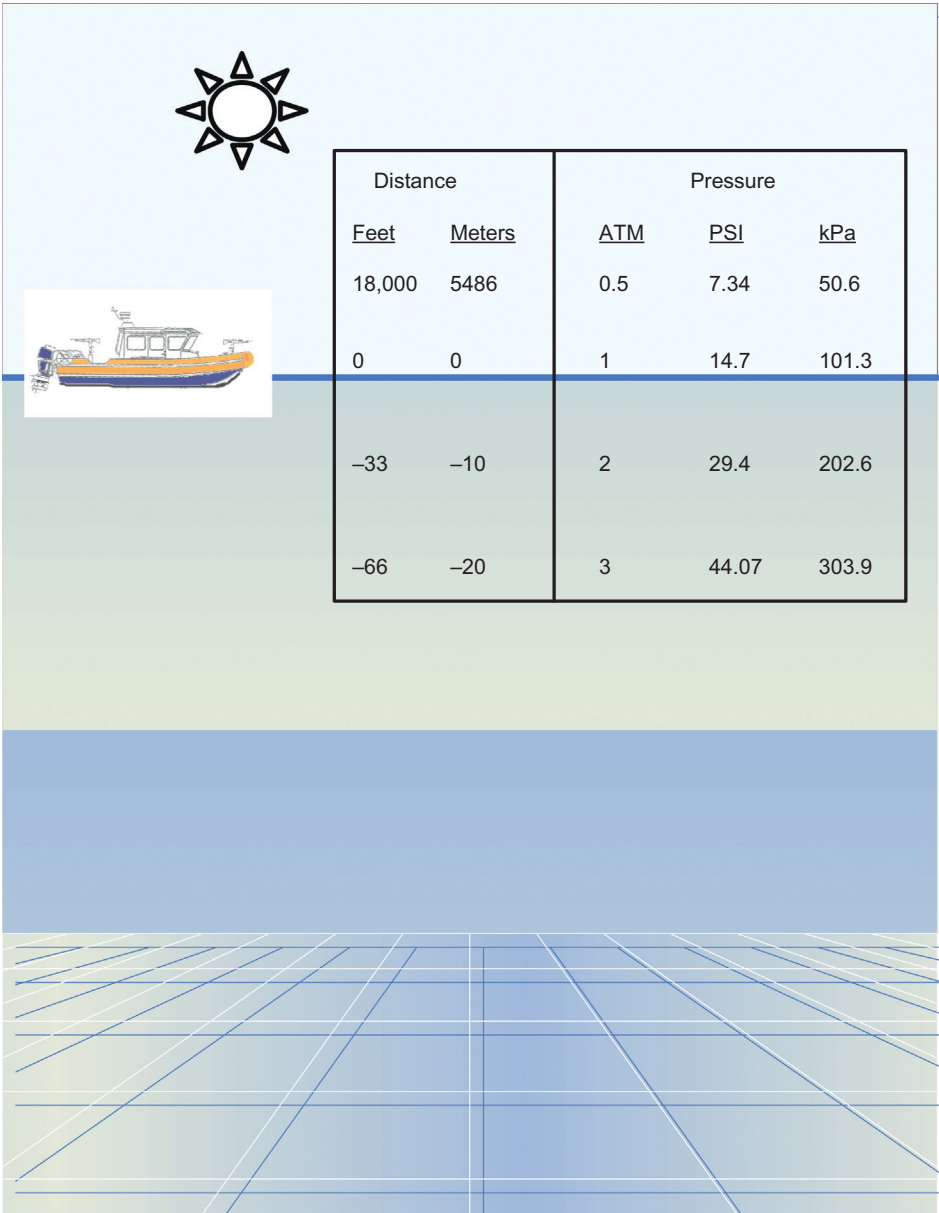 Distance Pressure
Feet Meters ATM PSI kPa
18,000 5486 0.5 7.34 50.6
0 0 1 14.7 101.3
–33 –10 2 29.4 202.6
–66 –20 3 44.07 303.9